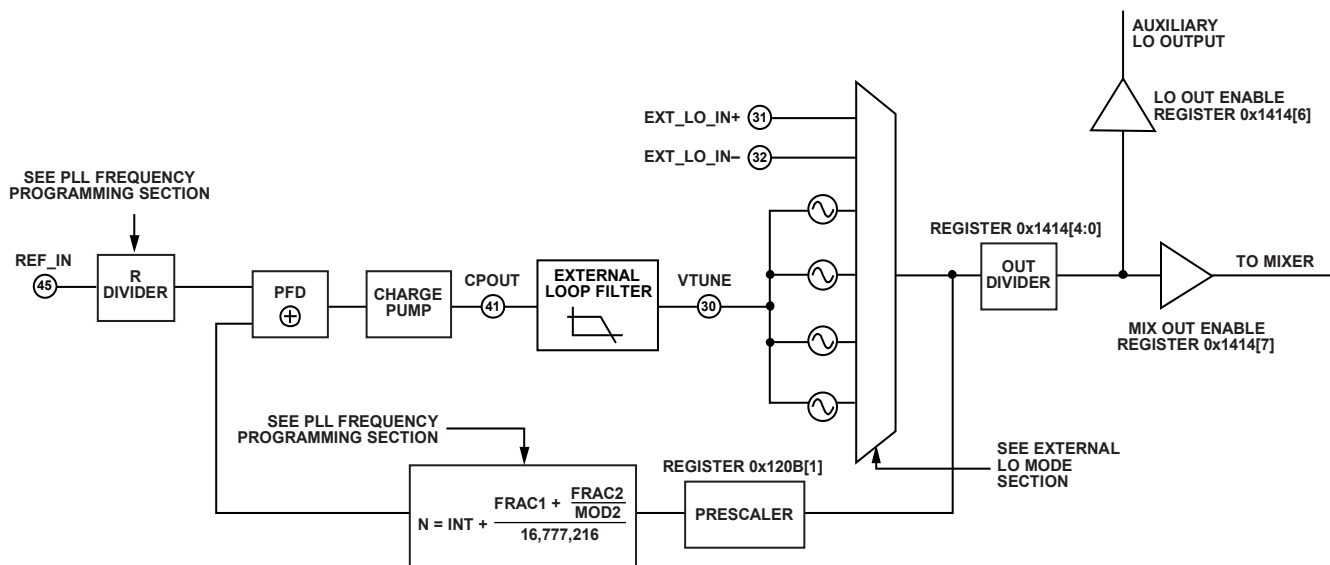 AUXILIARY
LO OUTPUT
LO OUT ENABLE
REGISTER 0x1414[6]
EXT_LO_IN+
31
EXT_LO_IN–
32
SEE PLL FREQUENCY
PROGRAMMING SECTION
REGISTER 0x1414[4:0]
REF_IN
45
R
DIVIDER
PFD
+
CHARGE
PUMP
CPOUT
41
EXTERNAL
LOOP FILTER
VTUNE
30
OUT
DIVIDER
TO MIXER
MIX OUT ENABLE
REGISTER 0x1414[7]
SEE PLL FREQUENCY
PROGRAMMING SECTION
SEE EXTERNAL
LO MODE
SECTION
REGISTER 0x120B[1]
PRESCALER
N = INT + 
FRAC1 + FRAC2
MOD2
16,777,216